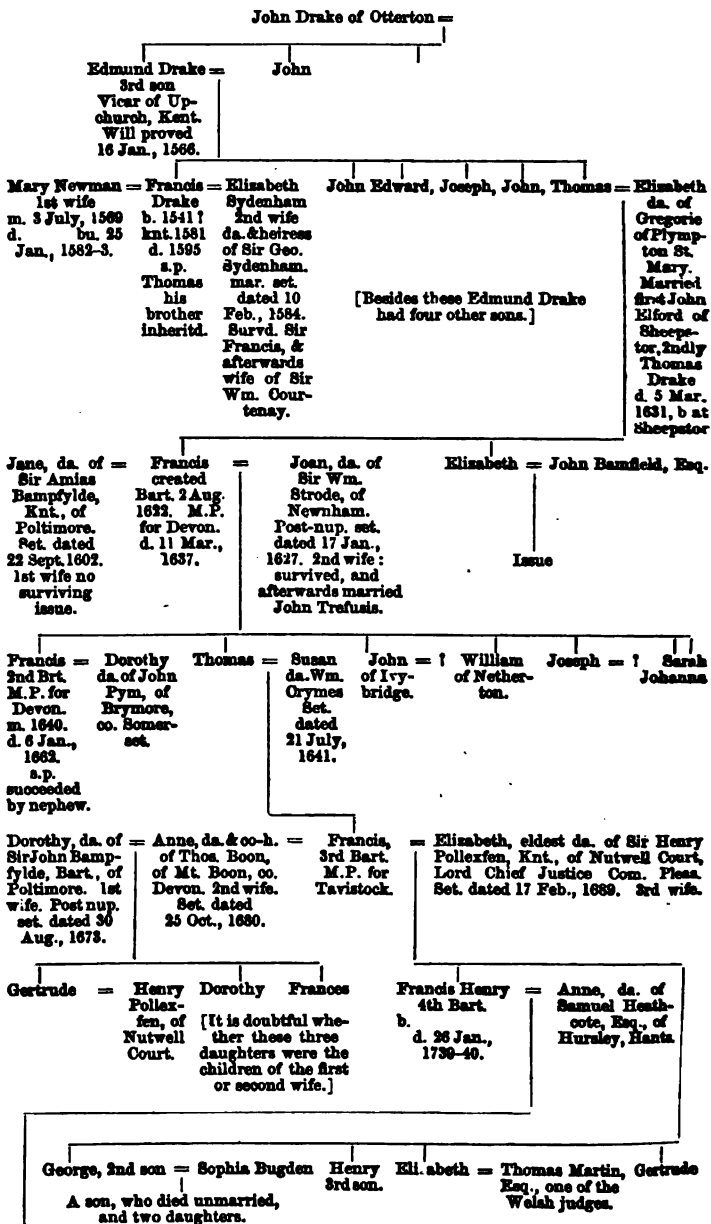 John Drake of Otterton =
Edmund Drake =
3rd son
Vicar of Up-
church, Kent.
Will proved
16 Jan., 1566.
John
Mary Newman =
1st wife
m. 3 July, 1569
d. bu. 25
Jan., 1582-3.
Francis =
Drake
b. 1541?
knt. 1581
d. 1595
s.p.
Thomas
his
brother
inheritd.
Elizabeth
Sydenham
2nd wife
da. & heiress
of Sir Geo.
Sydenham.
mar. set.
dated 10
Feb., 1584.
Survd. Sir
Francis, &
afterwards
wife of Sir
Wm. Cour-
tenay.
John Edward, Joseph, John, Thomas =
[Besides these Edmund Drake
had four other sons.]
Elizabeth
da. of
Gregorie
of Plymp-
ton St.
Mary.
Married
first John
Elford of
Sheeps-
tor, 2ndly
Thomas
Drake
d. 5 Mar.
1631, b at
Sheepstor
Jane, da. of =
Sir Amias
Bampfylde,
Knt., of
Poltimore.
Set. dated
22 Sept. 1602.
1st wife no
surviving
issue.
Francis =
created
Bart. 2 Aug.
1622. M.P.
for Devon.
d. 11 Mar.,
1637.
Joan, da. of
Sir Wm.
Strode, of
Newnham.
Post-nup. set.
dated 17 Jan.,
1627. 2nd wife:
survived, and
afterwards married
John Trefusis.
Elizabeth = John Bamfield, Esq.
Issue
Francis =
2nd Brt.
M.P. for
Devon.
m. 1640.
d. 6 Jan.,
1662.
s.p.
succeeded
by nephew.
Dorothy
da. of John
Pym, of
Brymore,
co. Somer-
set.
Thomas =
Susan
da. Wm.
Crymes
Set.
dated
21 July,
1641.
John = ?
of Ivy-
bridge.
William
of Nether-
ton.
Joseph = ?
Sarah
Johanna
Dorothy, da. of =
Sir John Bamp-
fylde, Bart., of
Poltimore. 1st
wife. Post nup.
set. dated 30
Aug., 1673.
Anne, da. & co-h. =
of Thos. Boon,
of Mt. Boon, co.
Devon. 2nd wife.
Set. dated
25 Oct., 1680.
Francis, =
3rd Bart.
M.P. for
Tavistock.
Elizabeth, eldest da. of Sir Henry
Pollexfen, Knt., of Nutwell Court,
Lord Chief Justice Com. Pleas.
Set. dated 17 Feb., 1689. 3rd wife.
Gertrude =
Henry
Pollex-
fen, of
Nutwell
Court.
Dorothy Frances
[It is doubtful whe-
ther these three
daughters were the
children of the first
or second wife.]
Francis Henry =
4th Bart.
b.
d. 26 Jan.,
1739-40.
Anne, da. of
Samuel Heath-
cote, Esq., of
Hursley, Hants.
George, 2nd son = Sophia Bugden
A son, who died unmarried,
and two daughters.
Henry
3rd son.
Elizabeth =
Thomas Martin,
Esq., one of the
Welsh judges.
Gertrude